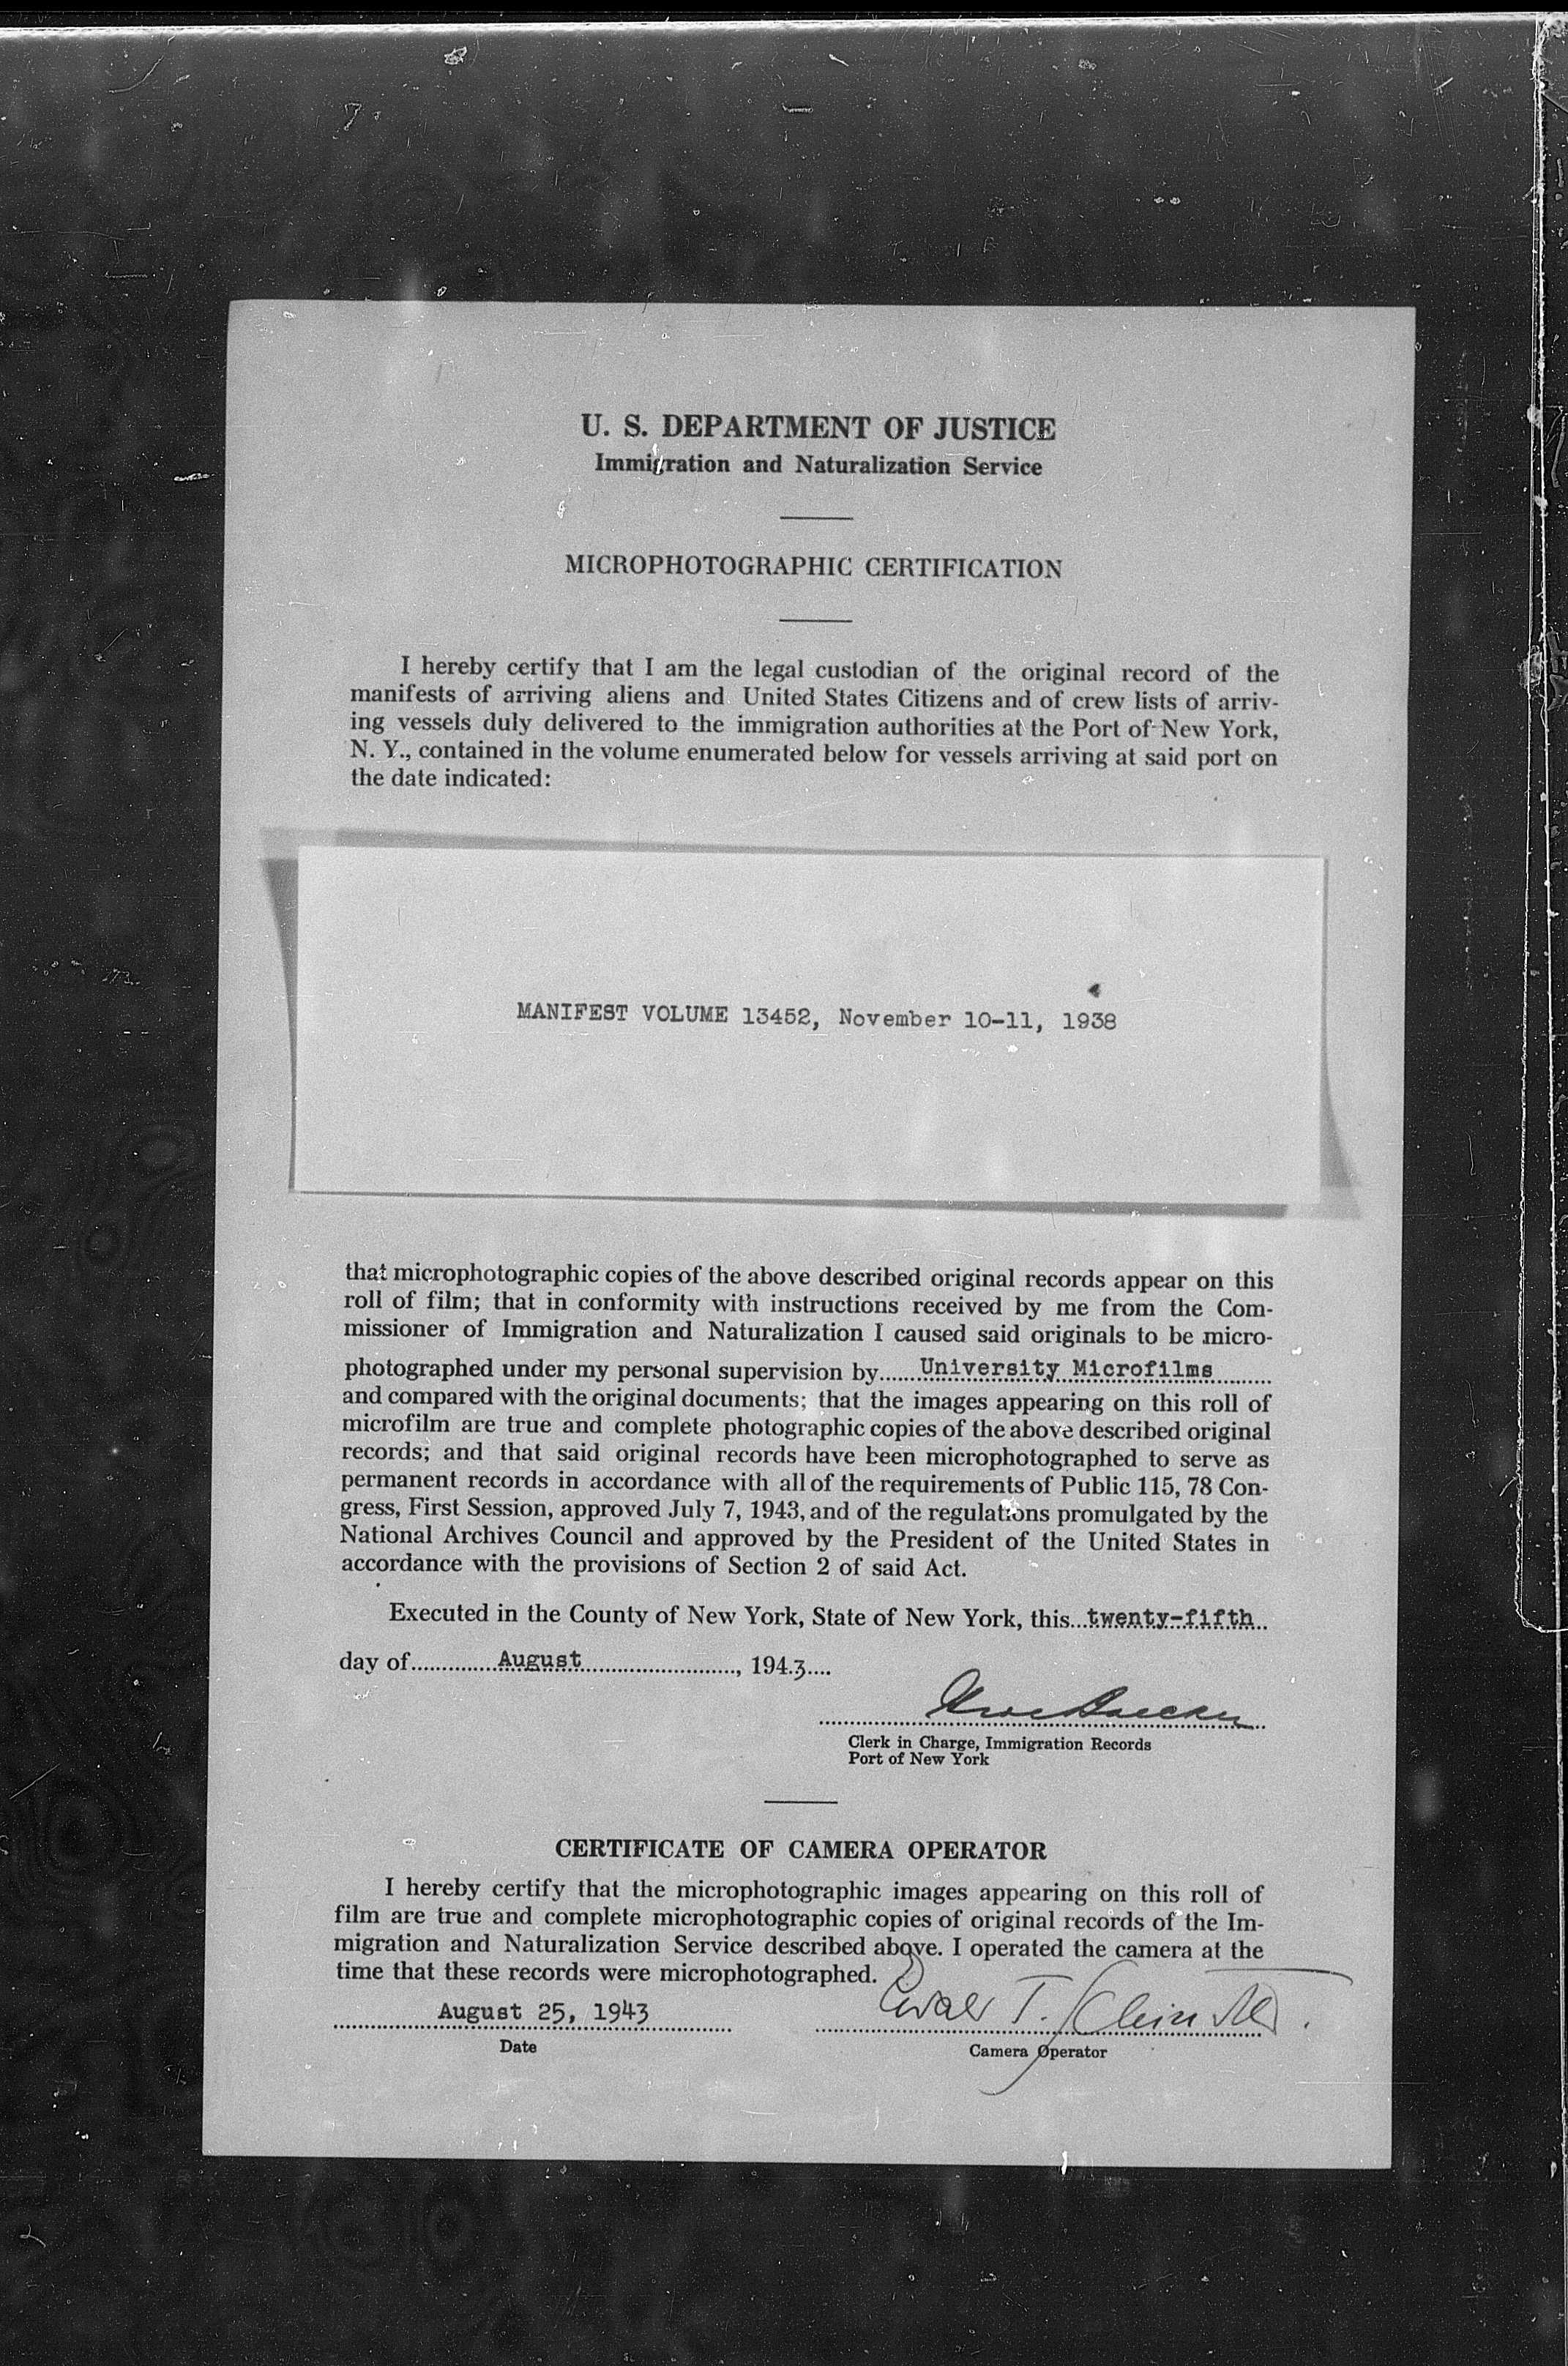 U. S. DEPARTMENT OF JUSTICE
Immigration and Naturalization Service
MICROPHOTOGRAPHIC CERTIFICATION
I hereby certify that I am the legal custodian of the original record of the
manifests of arriving aliens and United States Citizens and of crew lists of arriv-
ing vessels duly delivered to the immigration authorities at the Port of New York,
N. Y., contained in the volume enumerated below for vessels arriving at said port on
the date indicated:
MANIFEST VOLUME 13452, November 10-11, 1938
that microphotographic copies of the above described original records appear on this
roll of film; that in conformity with instructions received by me from the Com-
missioner of Immigration and Naturalization I caused said originals to be micro-
photographed under my personal supervision by University Microfilms
and compared with the original documents; that the images appearing on this roll of
microfilm are true and complete photographic copies of the above described original
records; and that said original records have been microphotographed to serve as
permanent records in accordance with all of the requirements of Public 115, 78 Con-
gress, First Session, approved July 7, 1943, and of the regulations promulgated by the
National Archives Council and approved by the President of the United States in
accordance with the provisions of Section 2 of said Act.
Executed in the County of New York, State of New York, this twenty-fifth
day of August, 1943
Clerk in Charge, Immigration Records
Port of New York
CERTIFICATE OF CAMERA OPERATOR
I hereby certify that the microphotographic images appearing on this roll of
film are true and complete microphotographic copies of original records of the Im-
migration and Naturalization Service described above. I operated the camera at the
time that these records were microphotographed.
August 25, 1943
Date
T.
Camera Operator